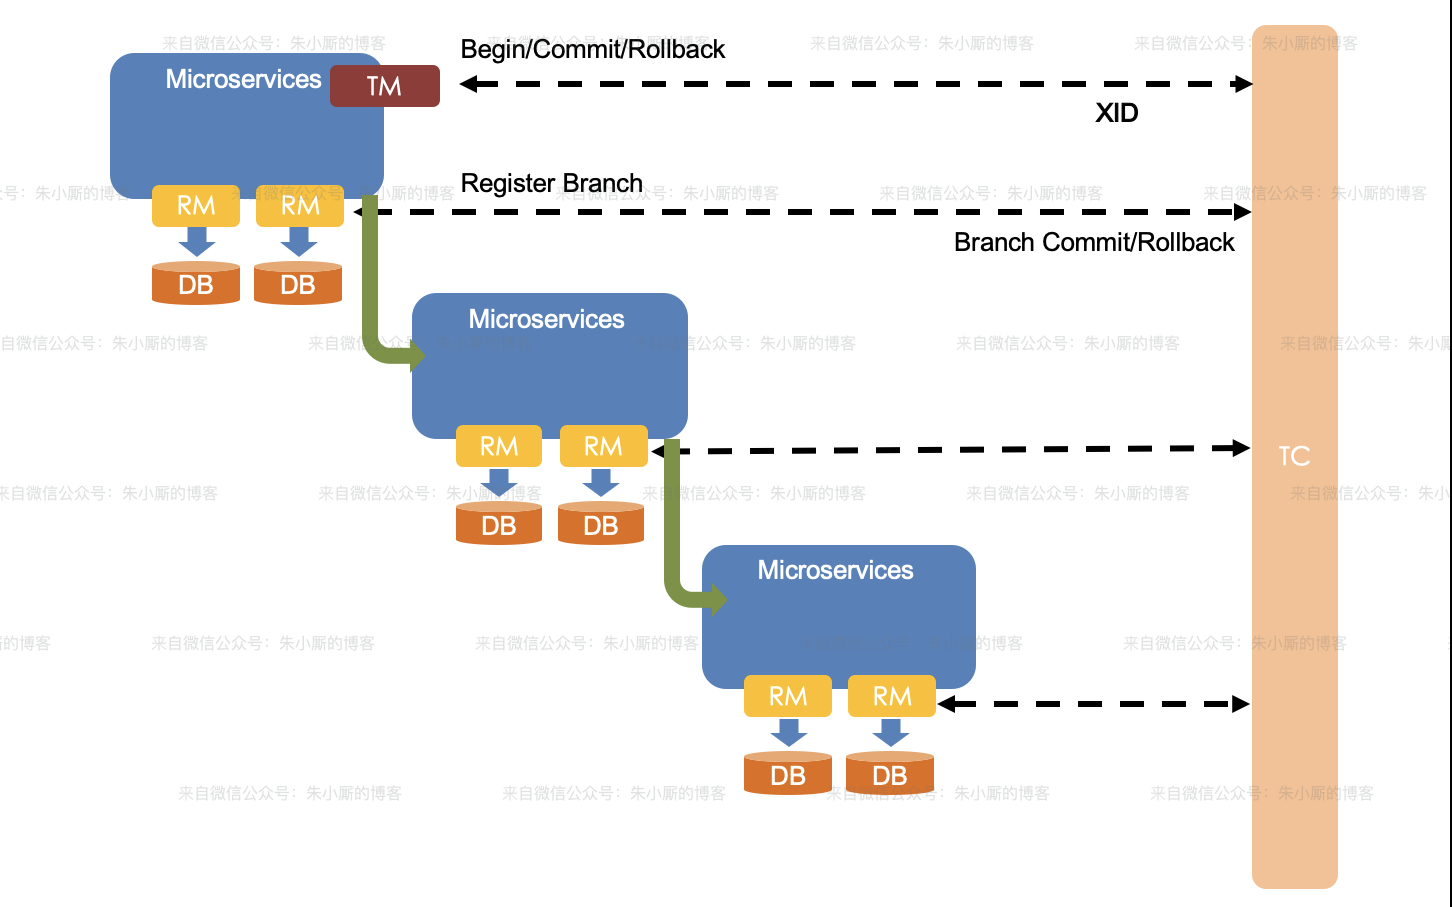 来自微信公众号：朱小厮的博客
Begin/Commit/Rollback
Microservices
TM
XID
Register Branch
RM
RM
Branch Commit/Rollback
DB
DB
Microservices
RM
RM
TC
DB
DB
Microservices
RM
RM
DB
DB